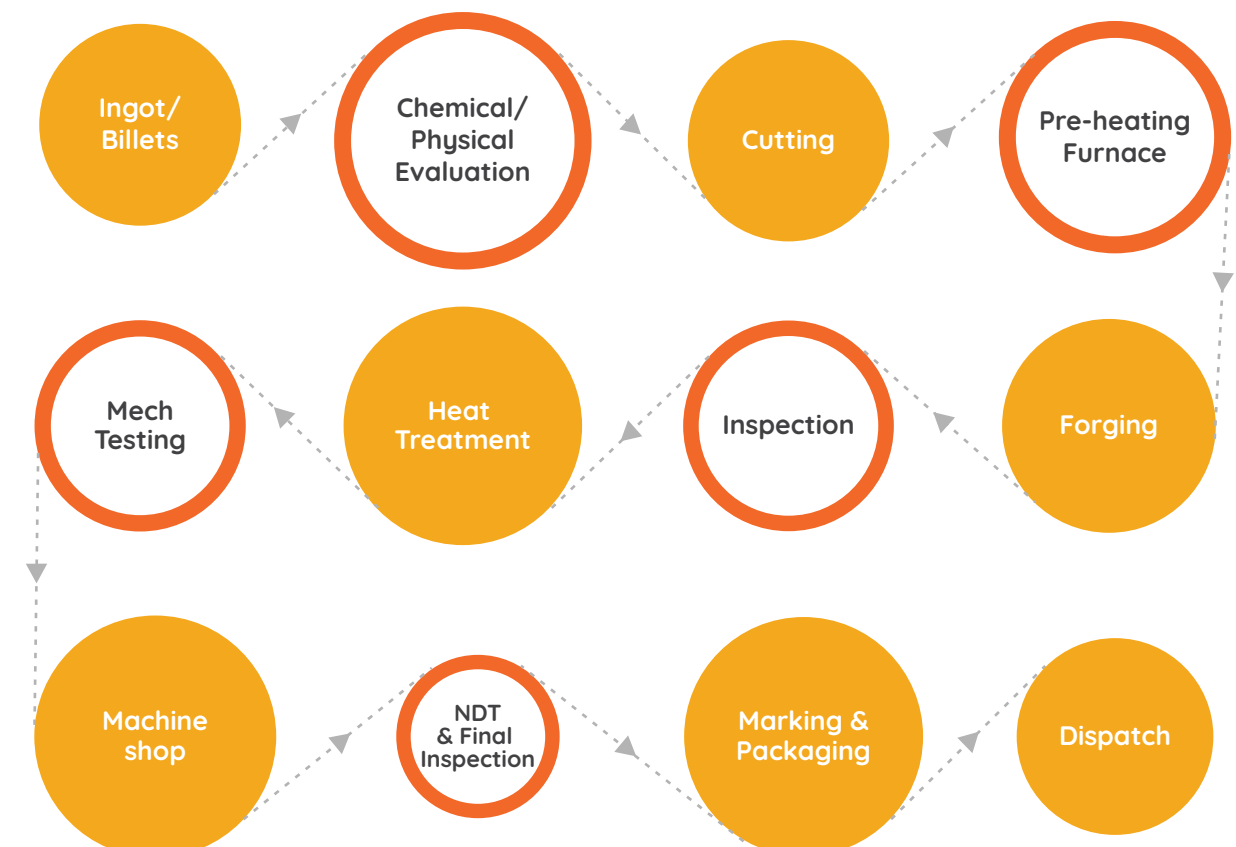 Ingot/
Billets
Chemical/
Physical
Evaluation
Cutting
Pre-heating
Furnace
Mech
Testing
Heat
Treatment
Inspection
Forging
Machine
shop
NDT
& Final
Inspection
Marking &
Packaging
Dispatch